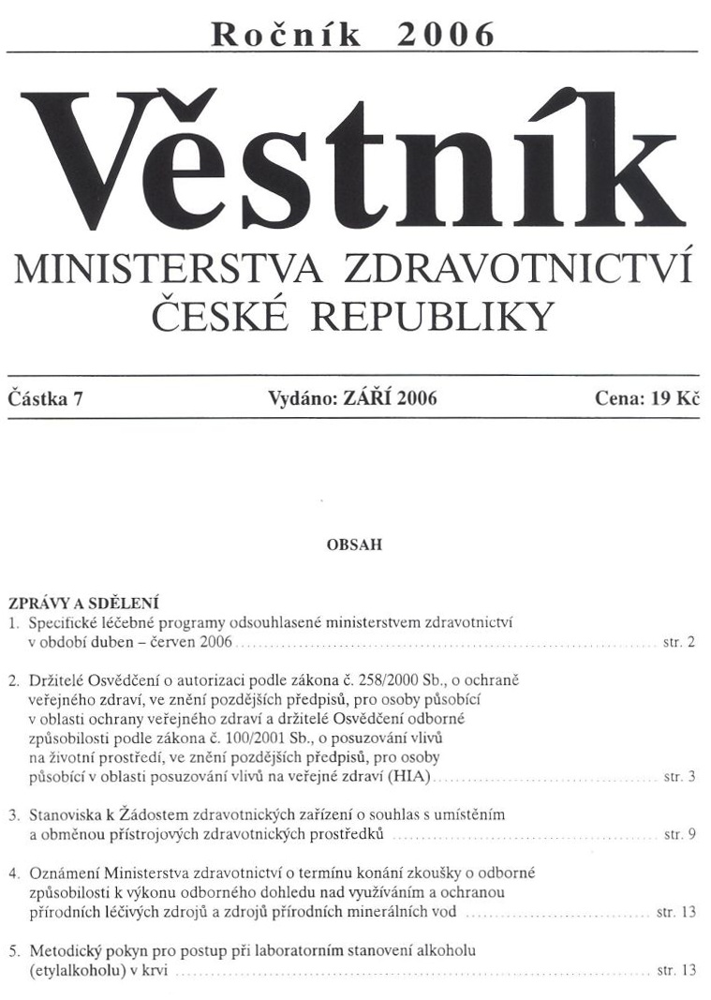 Ročník 2006
Věstník
MINISTERSTVA ZDRAVOTNICTVÍ
ČESKÉ REPUBLIKY
Částka 7 Vydáno: ZÁŘÍ 2006 Cena: 19 Kč
OBSAH
ZPRÁVY A SDĚLENÍ
1. Specifické léčebné programy odsouhlasené ministerstvem zdravotnictví
v období duben – červen 2006 ........ str. 2
2. Držitelé Osvědčení o autorizaci podle zákona č. 258/2000 Sb., o ochraně
veřejného zdraví, ve znění pozdějších předpisů, pro osoby působící
v oblasti ochrany veřejného zdraví a držitelé Osvědčení odborné
způsobilosti podle zákona č. 100/2001 Sb., o posuzování vlivů
na životní prostředí, ve znění pozdějších předpisů, pro osoby
působící v oblasti posuzování vlivů na veřejné zdraví (HIA) ........ str. 3
3. Stanoviska k Žádostem zdravotnických zařízení o souhlas s umístěním
a obměnou přístrojových zdravotnických prostředků ........ str. 9
4. Oznámení Ministerstva zdravotnictví o termínu konání zkoušky o odborné
způsobilosti k výkonu odborného dohledu nad využíváním a ochranou
přírodních léčivých zdrojů a zdrojů přírodních minerálních vod ........ str. 13
5. Metodický pokyn pro postup při laboratorním stanovení alkoholu
(etylalkoholu) v krvi ........ str. 13